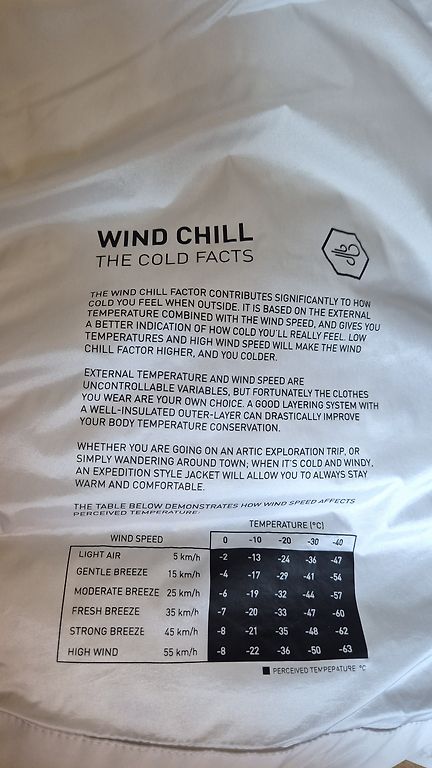 WIND CHILL
THE COLD FACTS
THE WIND CHILL FACTOR CONTRIBUTES SIGNIFICANTLY TO HOW
COLD YOU FEEL WHEN OUTSIDE. IT IS BASED ON THE EXTERNAL
TEMPERATURE COMBINED WITH THE WIND SPEED, AND GIVES YOU
A BETTER INDICATION OF HOW COLD YOU'LL REALLY FEEL. LOW
TEMPERATURES AND HIGH WIND SPEED WILL MAKE THE WIND
CHILL FACTOR HIGHER, AND YOU COLDER.
EXTERNAL TEMPERATURE AND WIND SPEED ARE
UNCONTROLLABLE VARIABLES, BUT FORTUNATELY THE CLOTHES
YOU WEAR ARE YOUR OWN CHOICE. A GOOD LAYERING SYSTEM WITH
A WELL-INSULATED OUTER-LAYER CAN DRASTICALLY IMPROVE
YOUR BODY TEMPERATURE CONSERVATION.
WHETHER YOU ARE GOING ON AN ARTIC EXPLORATION TRIP, OR
SIMPLY WANDERING AROUND TOWN; WHEN IT'S COLD AND WINDY,
AN EXPEDITION STYLE JACKET WILL ALLOW YOU TO ALWAYS STAY
WARM AND COMFORTABLE.
THE TABLE BELOW DEMONSTRATES HOW WIND SPEED AFFECTS
PERCEIVED TEMPERATURE:
TEMPERATURE (°C)
WIND SPEED 0 -10 -20 -30 -40
LIGHT AIR 5 km/h -2 -13 -24 -36 -47
GENTLE BREEZE 15 km/h -4 -17 -29 -41 -54
MODERATE BREEZE 25 km/h -6 -19 -32 -44 -57
FRESH BREEZE 35 km/h -7 -20 -33 -47 -60
STRONG BREEZE 45 km/h -8 -21 -35 -48 -62
HIGH WIND 55 km/h -8 -22 -36 -50 -63
PERCEIVED TEMPERATURE °C